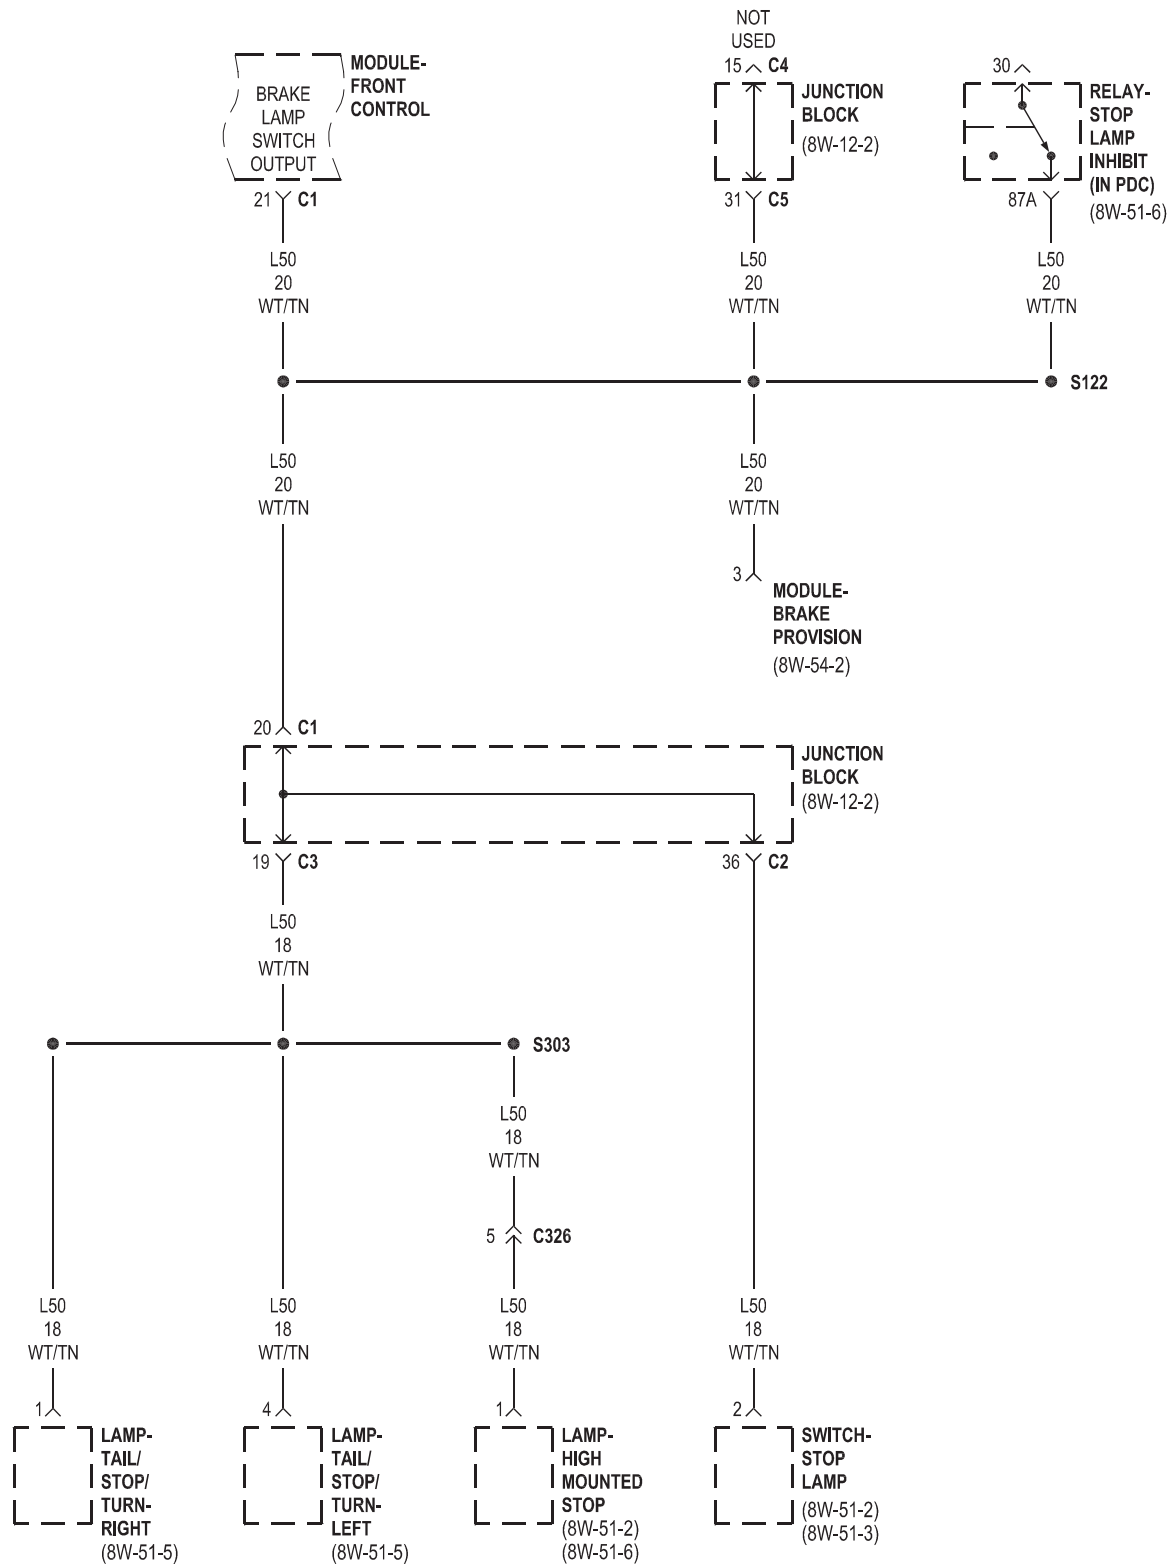 NOT
USED
15 C4
MODULE-
FRONT
CONTROL
BRAKE
LAMP
SWITCH
OUTPUT
JUNCTION
BLOCK
(8W-12-2)
30
RELAY-
STOP
LAMP
INHIBIT
(IN PDC)
(8W-51-6)
21 C1
31 C5
87A
L50
20
WT/TN
L50
20
WT/TN
L50
20
WT/TN
S122
L50
20
WT/TN
L50
20
WT/TN
3
MODULE-
BRAKE
PROVISION
(8W-54-2)
20 C1
JUNCTION
BLOCK
(8W-12-2)
19 C3
36 C2
L50
18
WT/TN
S303
L50
18
WT/TN
5 C326
L50
18
WT/TN
L50
18
WT/TN
L50
18
WT/TN
L50
18
WT/TN
1
LAMP-
TAIL/
STOP/
TURN-
RIGHT
(8W-51-5)
4
LAMP-
TAIL/
STOP/
TURN-
LEFT
(8W-51-5)
1
LAMP-
HIGH
MOUNTED
STOP
(8W-51-2)
(8W-51-6)
2
SWITCH-
STOP
LAMP
(8W-51-2)
(8W-51-3)